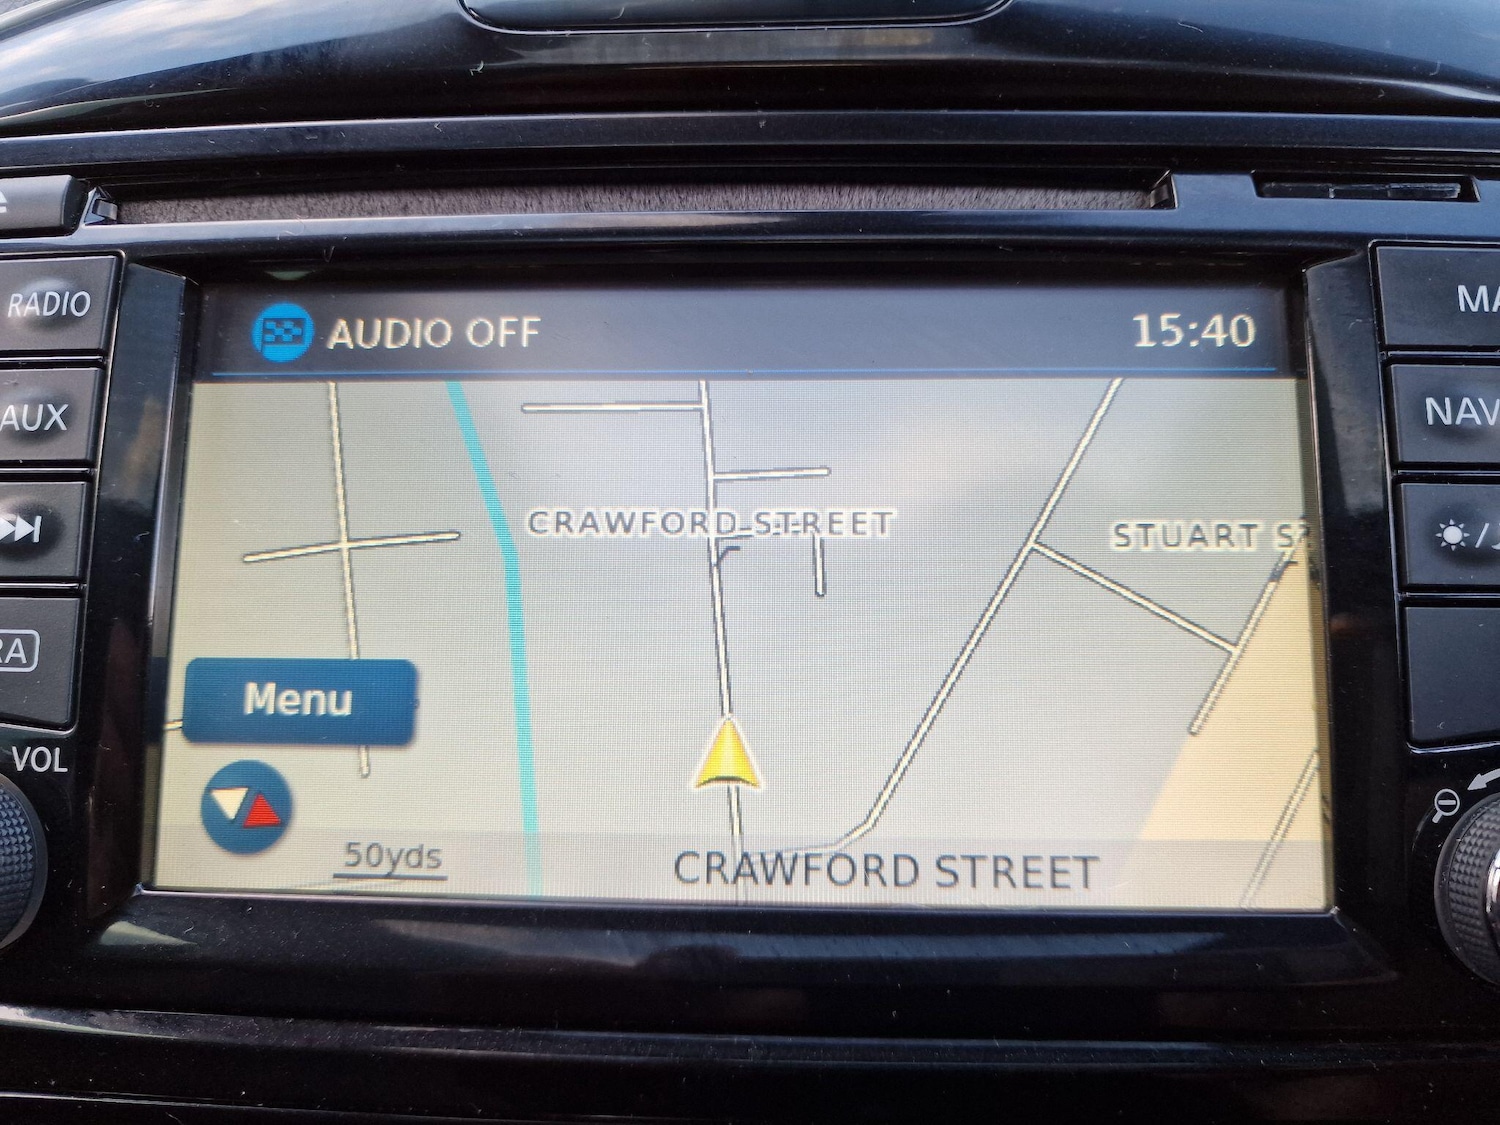 RADIO
AUX
VOL
AUDIO OFF
15:40
CRAWFORD STREET
STUART
Menu
50yds
CRAWFORD STREET
NAV